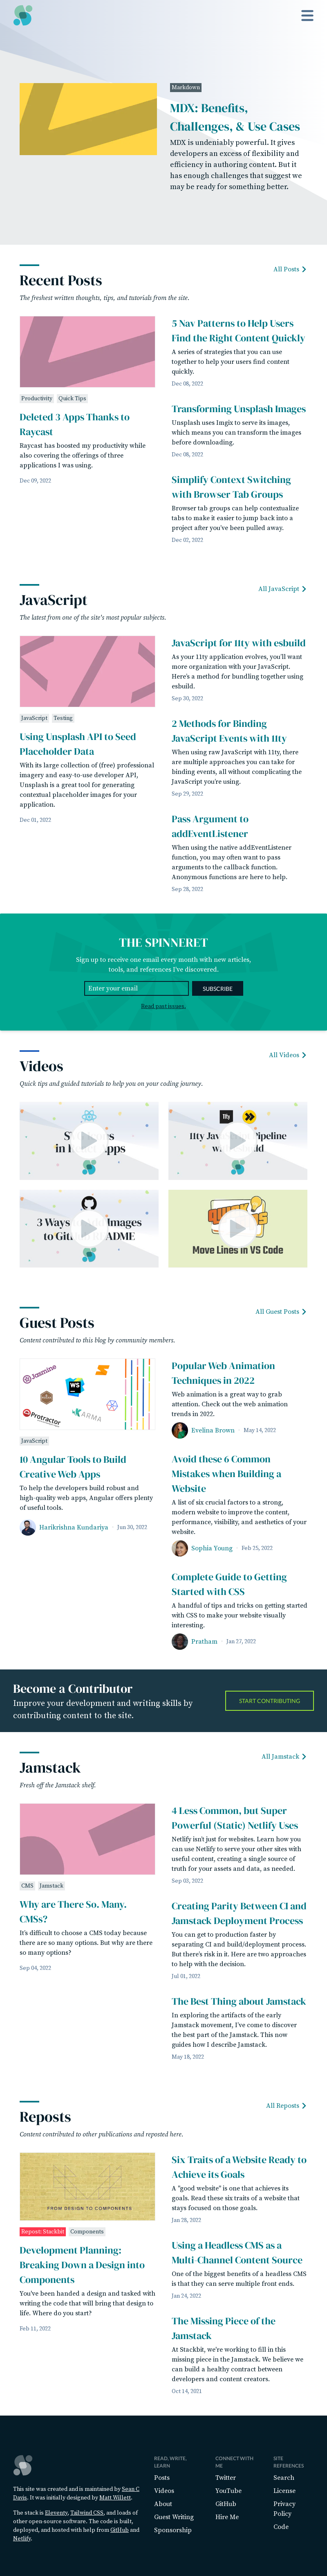 Markdown
MDX: Benefits,
Challenges, & Use Cases
MDX is undeniably powerful. It gives
developers an excess of flexibility and
efficiency in authoring content. But it
has enough challenges that suggest we
may be ready for something better.
All Posts
Recent Posts
The freshest written thoughts, tips, and tutorials from the site.
Productivity Quick Tips
Deleted 3 Apps Thanks to
Raycast
Raycast has boosted my productivity while
also covering the offerings of three
applications I was using.
Dec 09, 2022
5 Nav Patterns to Help Users
Find the Right Content Quickly
A series of strategies that you can use
together to help your users find content
quickly.
Dec 08, 2022
Transforming Unsplash Images
Unsplash uses Imgix to serve its images,
which means you can transform the images
before downloading.
Dec 08, 2022
Simplify Context Switching
with Browser Tab Groups
Browser tab groups can help contextualize
tabs to make it easier to jump back into a
project after you've been pulled away.
Dec 02, 2022
All JavaScript
JavaScript
The latest from one of the site's most popular subjects.
JavaScript Testing
Using Unsplash API to Seed
Placeholder Data
With its large collection of (free) professional
imagery and easy-to-use developer API,
Unsplash is a great tool for generating
contextual placeholder images for your
application.
Dec 01, 2022
JavaScript for 11ty with esbuild
As your 11ty application evolves, you'll want
more organization with your JavaScript.
Here's a method for bundling together using
esbuild.
Sep 30, 2022
2 Methods for Binding
JavaScript Events with 11ty
When using raw JavaScript with 11ty, there
are multiple approaches you can take for
binding events, all without complicating the
JavaScript you're using.
Sep 29, 2022
Pass Argument to
addEventListener
When using the native addEventListener
function, you may often want to pass
arguments to the callback function.
Anonymous functions are here to help.
Sep 28, 2022
THE SPINNERET
Sign up to receive one email every month with new articles,
tools, and references I've discovered.
Enter your email
SUBSCRIBE
Read past issues.
All Videos
Videos
Quick tips and guided tutorials to help you on your coding journey.
11ty
3 Ways
Images
to Git
ADME
Move Lines in VS Code
All Guest Posts
Guest Posts
Content contributed to this blog by community members.
Jasmine
WS
Protractor
KARMA
JavaScript
10 Angular Tools to Build
Creative Web Apps
To help the developers build robust and
high-quality web apps, Angular offers plenty
of useful tools.
Harikrishna Kundariya · Jun 30, 2022
Popular Web Animation
Techniques in 2022
Web animation is a great way to grab
attention. Check out the web animation
trends in 2022.
Evelina Brown · May 14, 2022
Avoid these 6 Common
Mistakes when Building a
Website
A list of six crucial factors to a strong,
modern website to improve the content,
performance, visibility, and aesthetics of your
website.
Sophia Young · Feb 25, 2022
Complete Guide to Getting
Started with CSS
A handful of tips and tricks on getting started
with CSS to make your website visually
interesting.
Pratham · Jan 27, 2022
Become a Contributor
Improve your development and writing skills by
contributing content to the site.
START CONTRIBUTING
All Jamstack
Jamstack
Fresh off the Jamstack shelf.
CMS Jamstack
Why are There So. Many.
CMSs?
It's difficult to choose a CMS today because
there are so many options. But why are there
so many options?
Sep 04, 2022
4 Less Common, but Super
Powerful (Static) Netlify Uses
Netlify isn't just for websites. Learn how you
can use Netlify to serve your other sites with
useful content, creating a single source of
truth for your assets and data, as needed.
Sep 03, 2022
Creating Parity Between CI and
Jamstack Deployment Process
You can get to production faster by
separating CI and build/deployment process.
But there's risk in it. Here are two approaches
to help with the decision.
Jul 01, 2022
The Best Thing about Jamstack
In exploring the artifacts of the early
Jamstack movement, I've come to discover
the best part of the Jamstack. This now
guides how I describe Jamstack.
May 18, 2022
All Reposts
Reposts
Content contributed to other publications and reposted here.
FROM DESIGN TO COMPONENTS
Repost: Stackbit Components
Development Planning:
Breaking Down a Design into
Components
You've been handed a design and tasked with
writing the code that will bring that design to
life. Where do you start?
Feb 11, 2022
Six Traits of a Website Ready to
Achieve its Goals
A "good website" is one which achieves its
goals. Read these six traits of a website that
stays focused on those goals.
Jan 28, 2022
Using a Headless CMS as a
Multi-Channel Content Source
One of the biggest benefits of a headless CMS
is that they can serve multiple front ends.
Jan 24, 2022
The Missing Piece of the
Jamstack
At Stackbit, we're working to fill in this
missing piece in the Jamstack. We believe we
can build a healthy contract between
developers and content creators.
Oct 14, 2021
This site was created and is maintained by Sean C
Davis. It was initially designed by Matt Willett.
The stack is Eleventy, Tailwind CSS, and loads of
other open-source software. The code is built,
deployed, and hosted with help from GitHub and
Netlify.
READ, WRITE,
LEARN
Posts
Videos
About
Guest Writing
Sponsorship
CONNECT WITH
ME
Twitter
YouTube
GitHub
Hire Me
SITE
REFERENCES
Search
License
Privacy
Policy
Code